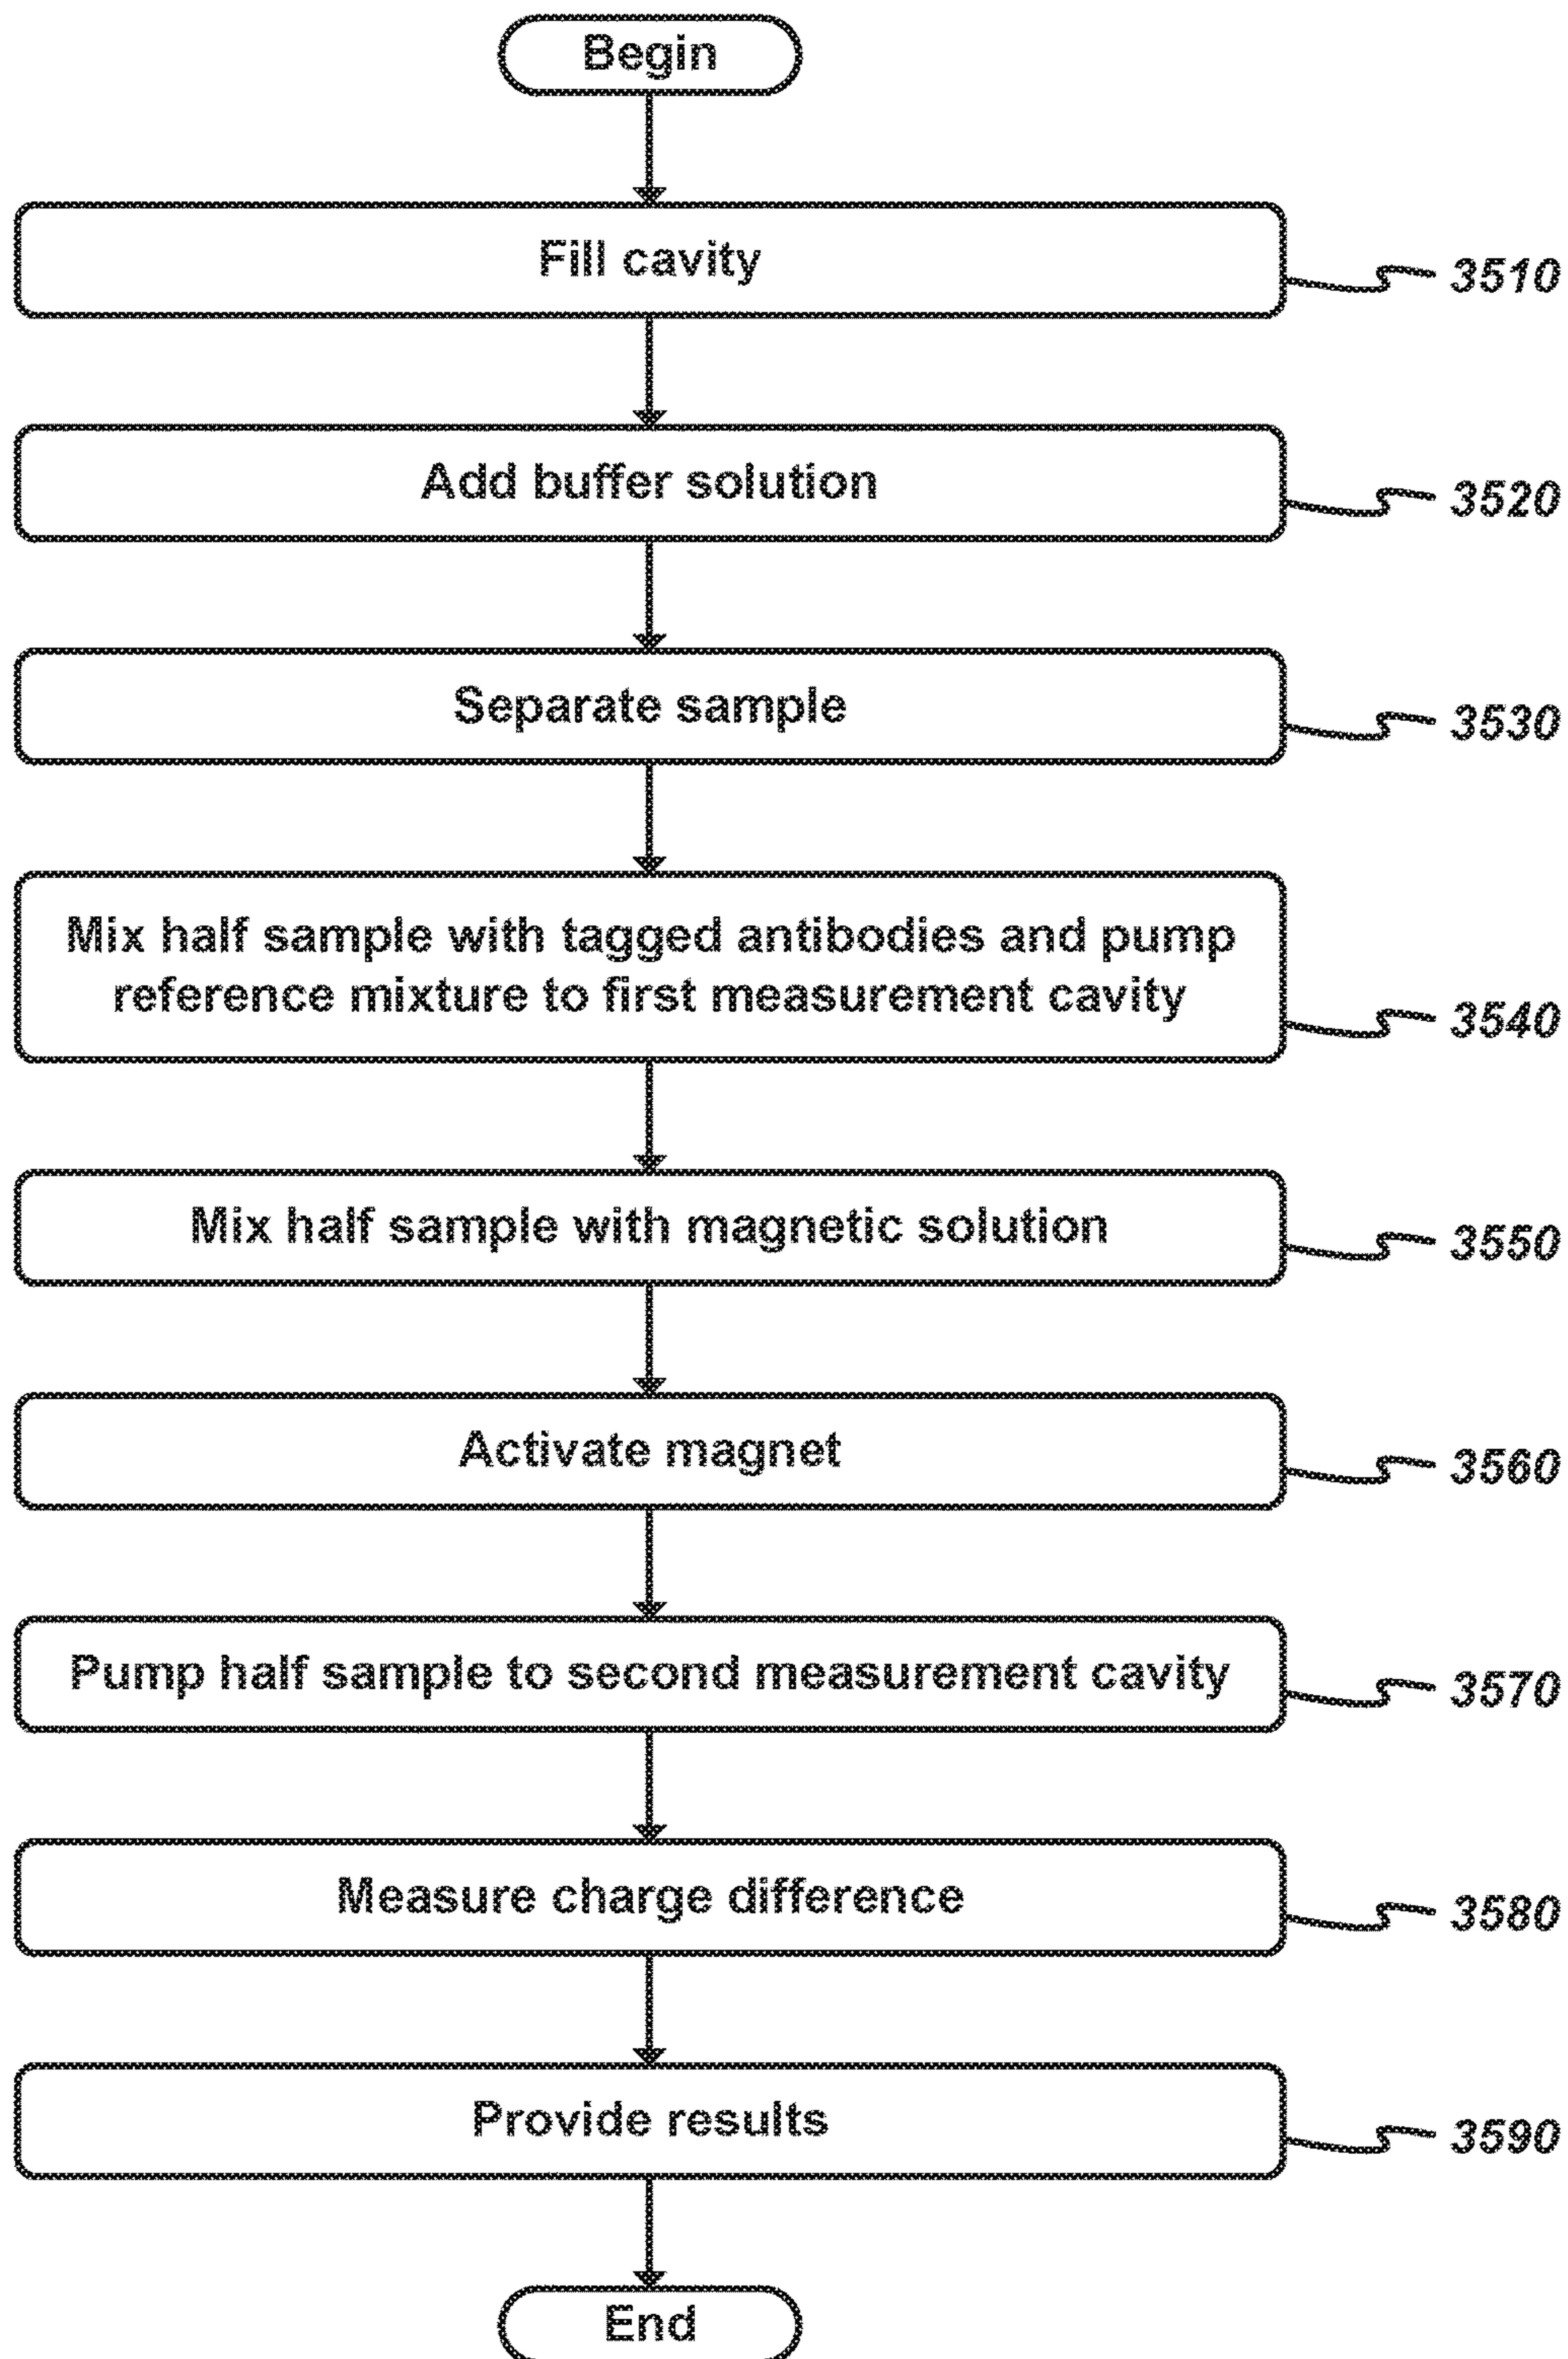 Begin
Fill cavity
3510
Add buffer solution
3520
Separate sample
3530
Mix half sample with tagged antibodies and pump
reference mixture to first measurement cavity
3540
Mix half sample with magnetic solution
3550
Activate magnet
3560
Pump half sample to second measurement cavity
3570
Measure charge difference
3580
Provide results
3590
End